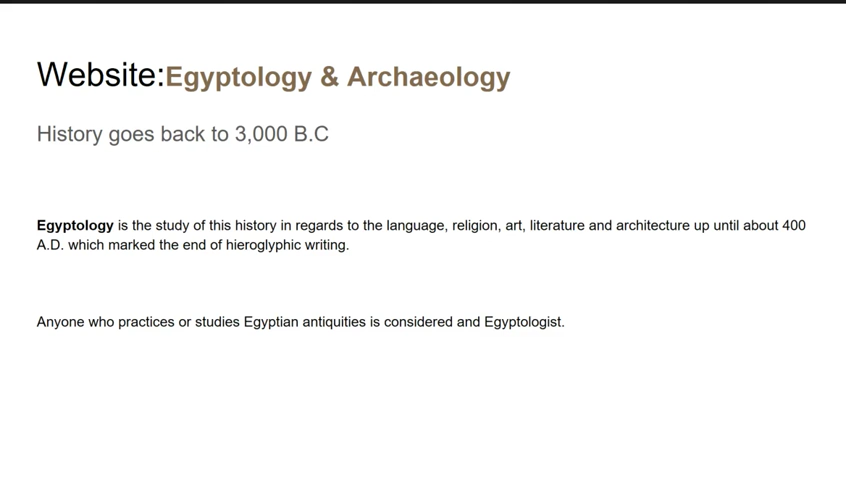 Website:Egyptology & Archaeology
History goes back to 3,000 B.C
Egyptology is the study of this history in regards to the language, religion, art, literature and architecture up until about 400
A.D. which marked the end of hieroglyphic writing.
Anyone who practices or studies Egyptian antiquities is considered and Egyptologist.